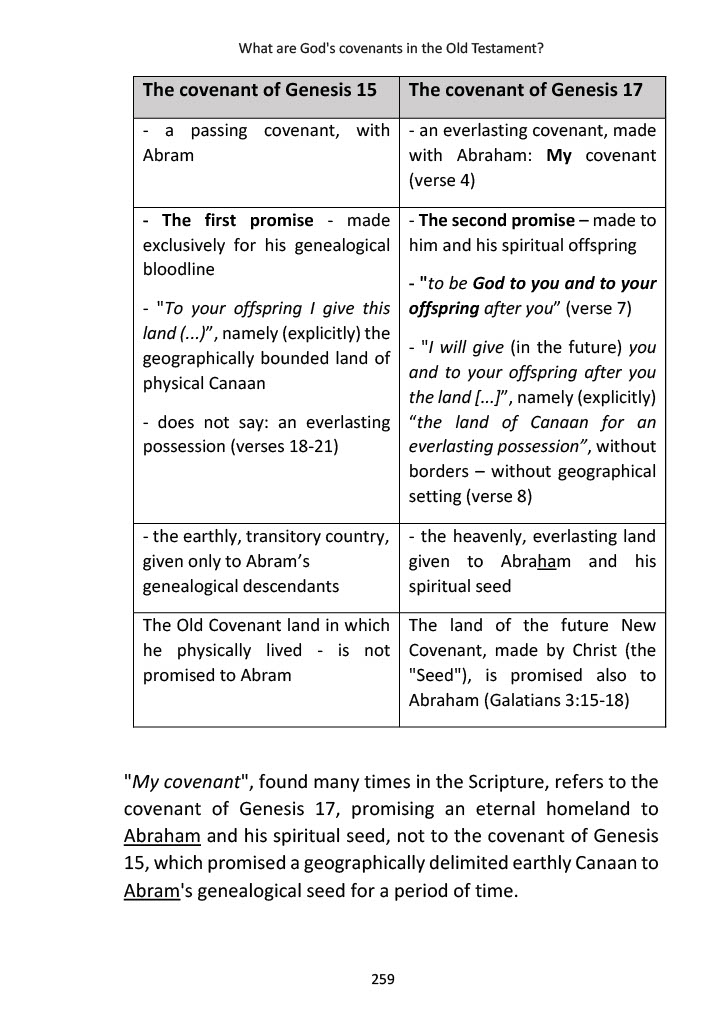 What are God's covenants in the Old Testament?
The covenant of Genesis 15
The covenant of Genesis 17
- a passing covenant, with
Abram
- an everlasting covenant, made
with Abraham: My covenant
(verse 4)
- The first promise - made
exclusively for his genealogical
bloodline
- "To your offspring I give this
land (...)”, namely (explicitly) the
geographically bounded land of
physical Canaan
- does not say: an everlasting
possession (verses 18-21)
- The second promise – made to
him and his spiritual offspring
- "to be God to you and to your
offspring after you” (verse 7)
- "I will give (in the future) you
and to your offspring after you
the land [...]”, namely (explicitly)
“the land of Canaan for an
everlasting possession”, without
borders – without geographical
setting (verse 8)
- the earthly, transitory country,
given only to Abram’s
genealogical descendants
- the heavenly, everlasting land
given to Abraham and his
spiritual seed
The Old Covenant land in which
he physically lived - is not
promised to Abram
The land of the future New
Covenant, made by Christ (the
"Seed"), is promised also to
Abraham (Galatians 3:15-18)
"My covenant", found many times in the Scripture, refers to the
covenant of Genesis 17, promising an eternal homeland to
Abraham and his spiritual seed, not to the covenant of Genesis
15, which promised a geographically delimited earthly Canaan to
Abram's genealogical seed for a period of time.
259